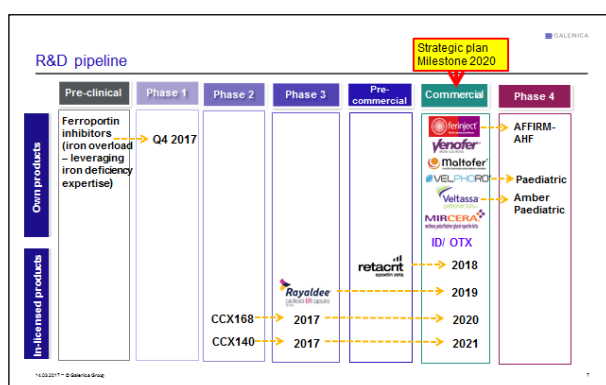 GALENICA
R&D pipeline
Strategic plan
Milestone 2020
Pre-clinical
Phase 1
Phase 2
Phase 3
Pre-
commercial
Commercial
Phase 4
Own products
Ferroportin
inhibitors
(iron overload
– leveraging
iron deficiency
expertise)
Q4 2017
ferinject
AFFIRM-
AHF
Venofer
Maltofer
VELPHORO
Paediatric
Veltassa
Amber
Paediatric
MIRCERA
ID/ OTX
In-licensed products
retacrit
epoetin zeta
2018
Rayaldee
2019
CCX168
2017
2020
CCX140
2017
2021
14.03.2017 – © Galenica Group
7